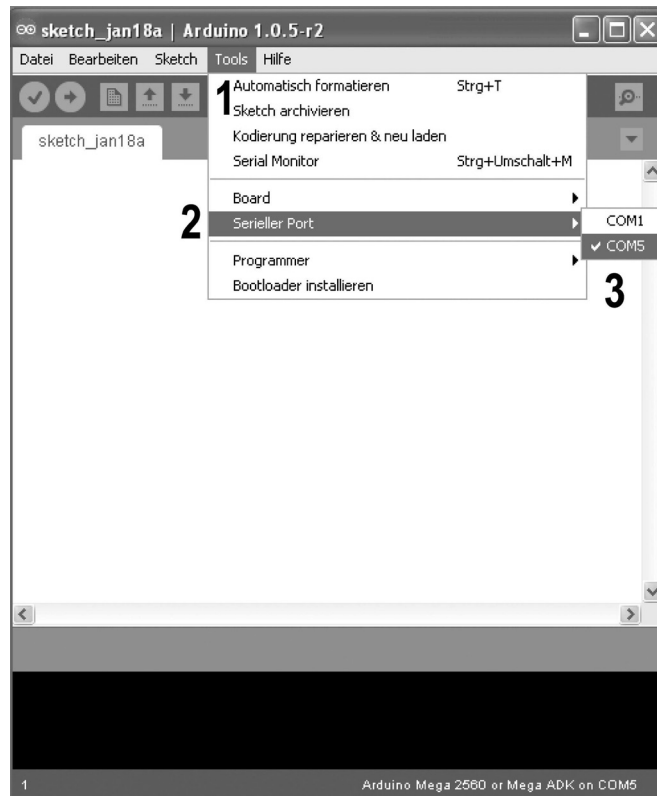 sketch_jan18a | Arduino 1.0.5-r2
Datei Bearbeiten Sketch Tools Hilfe
1
Automatisch formatieren Strg+T
Sketch archivieren
sketch_jan18a
Kodierung reparieren & neu laden
Serial Monitor Strg+Umschalt+M
Board
2
Serieller Port
COM1
COM5
Programmer
3
Bootloader installieren
1 Arduino Mega 2560 or Mega ADK on COM5